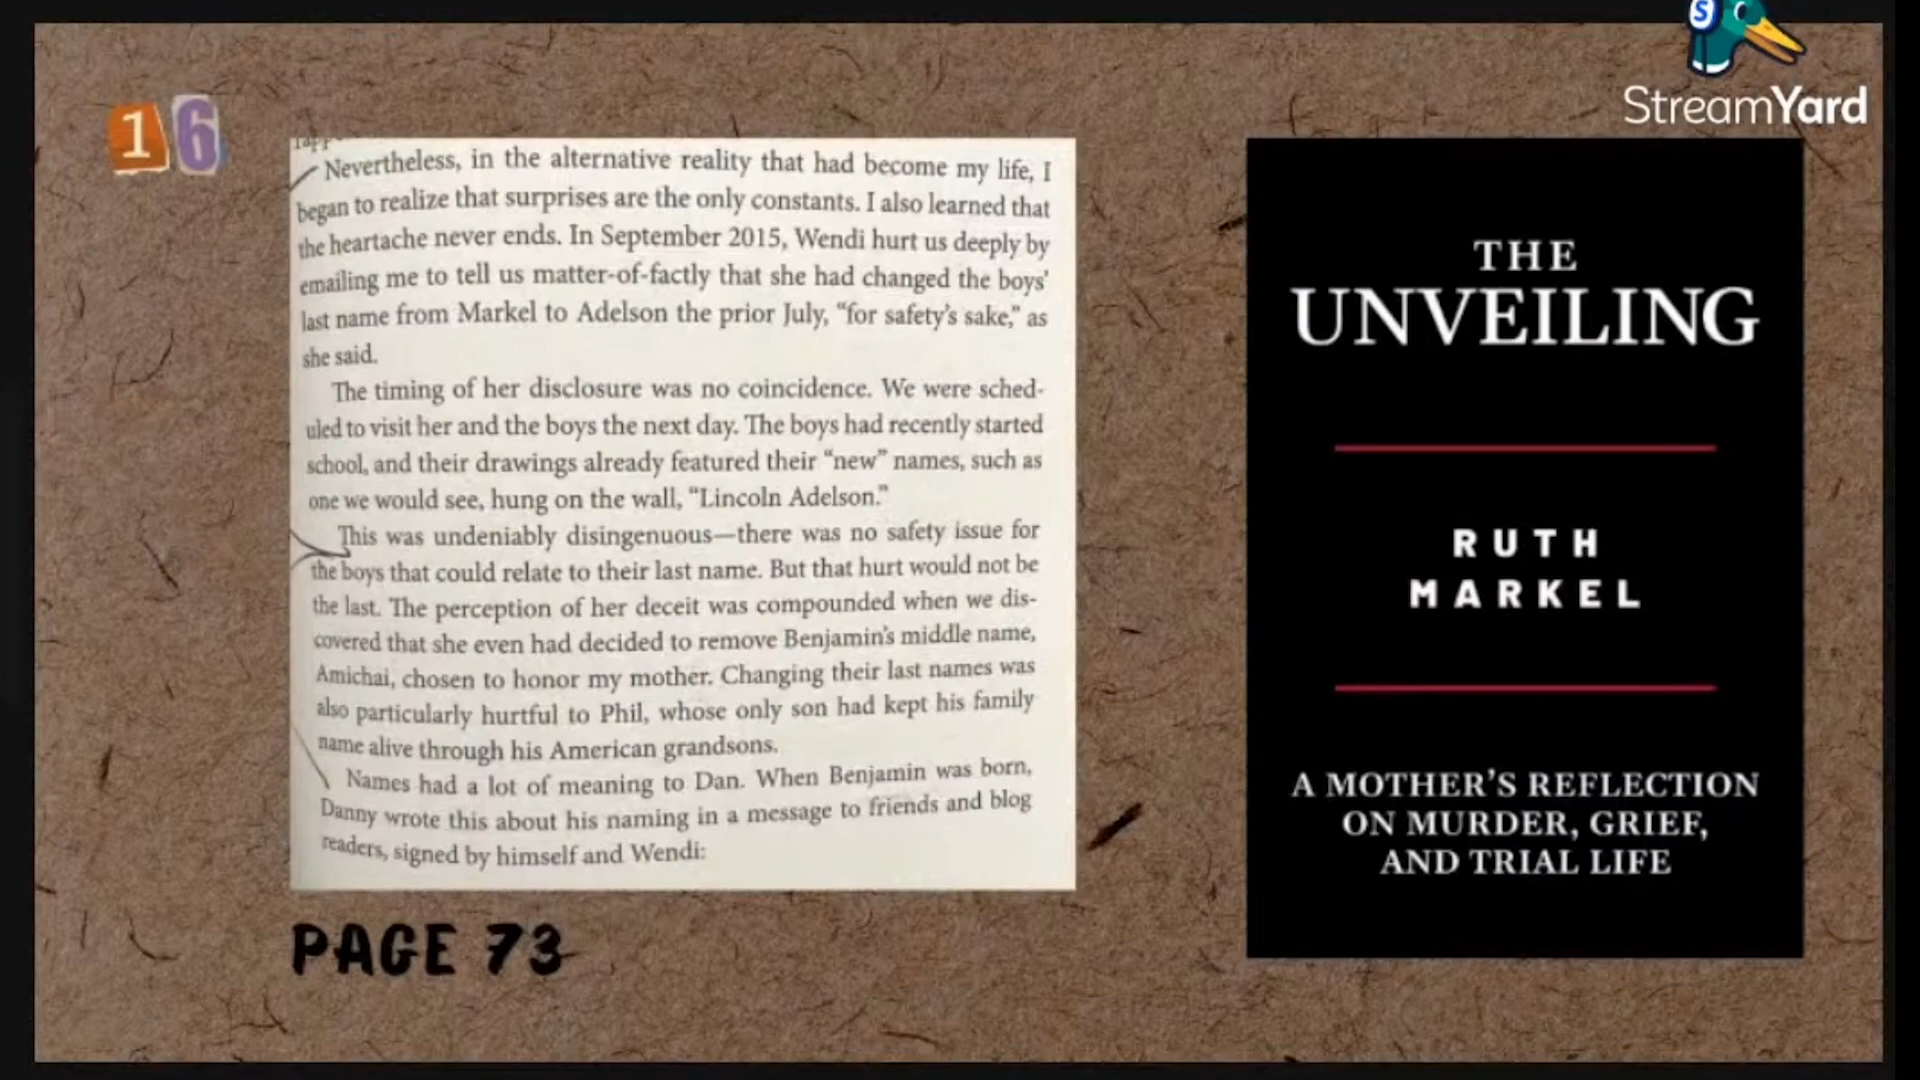 StreamYard
16
Nevertheless, in the alternative reality that had become my life, I
began to realize that surprises are the only constants. I also learned that
the heartache never ends. In September 2015, Wendi hurt us deeply by
emailing me to tell us matter-of-factly that she had changed the boys'
last name from Markel to Adelson the prior July, “for safety's sake,” as
she said.
The timing of her disclosure was no coincidence. We were sched-
uled to visit her and the boys the next day. The boys had recently started
school, and their drawings already featured their “new” names, such as
one we would see, hung on the wall, “Lincoln Adelson.”
This was undeniably disingenuous—there was no safety issue for
the boys that could relate to their last name. But that hurt would not be
the last. The perception of her deceit was compounded when we dis-
covered that she even had decided to remove Benjamin's middle name,
Amichai, chosen to honor my mother. Changing their last names was
also particularly hurtful to Phil, whose only son had kept his family
name alive through his American grandsons.
Names had a lot of meaning to Dan. When Benjamin was born,
Danny wrote this about his naming in a message to friends and blog
readers, signed by himself and Wendi:
PAGE 73
THE
UNVEILING
RUTH
MARKEL
A MOTHER'S REFLECTION
ON MURDER, GRIEF,
AND TRIAL LIFE